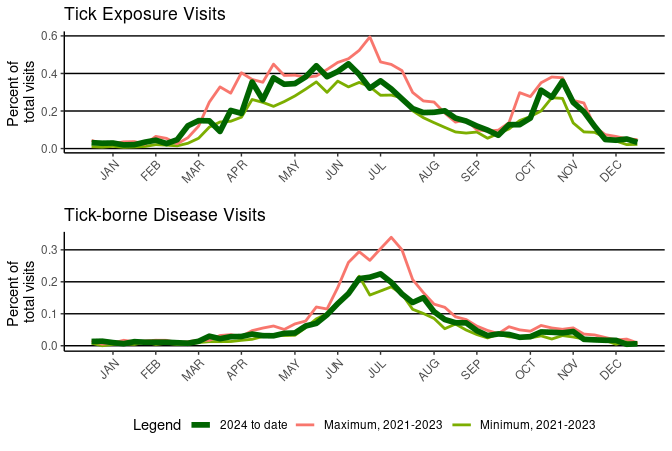 Tick Exposure Visits
Percent of
total visits
0.6
0.4
0.2
0.0
JAN FEB MAR APR MAY JUN JUL AUG SEP OCT NOV DEC
Tick-borne Disease Visits
Percent of
total visits
0.3
0.2
0.1
0.0
JAN FEB MAR APR MAY JUN JUL AUG SEP OCT NOV DEC
Legend 2024 to date Maximum, 2021-2023 Minimum, 2021-2023